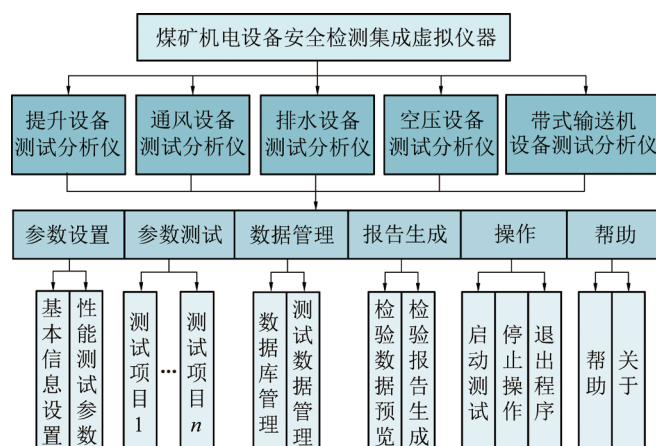 煤矿机电设备安全检测集成虚拟仪器
提升设备
测试分析仪
通风设备
测试分析仪
排水设备
测试分析仪
空压设备
测试分析仪
带式输送机
设备测试分析仪
参数设置
参数测试
数据管理
报告生成
操作
帮助
基本信息设置
性能测试参数
测试项目1
...
测试项目n
数据库管理
测试数据管理
检验数据预览
检验报告生成
启动测试
停止操作
退出程序
帮助
关于